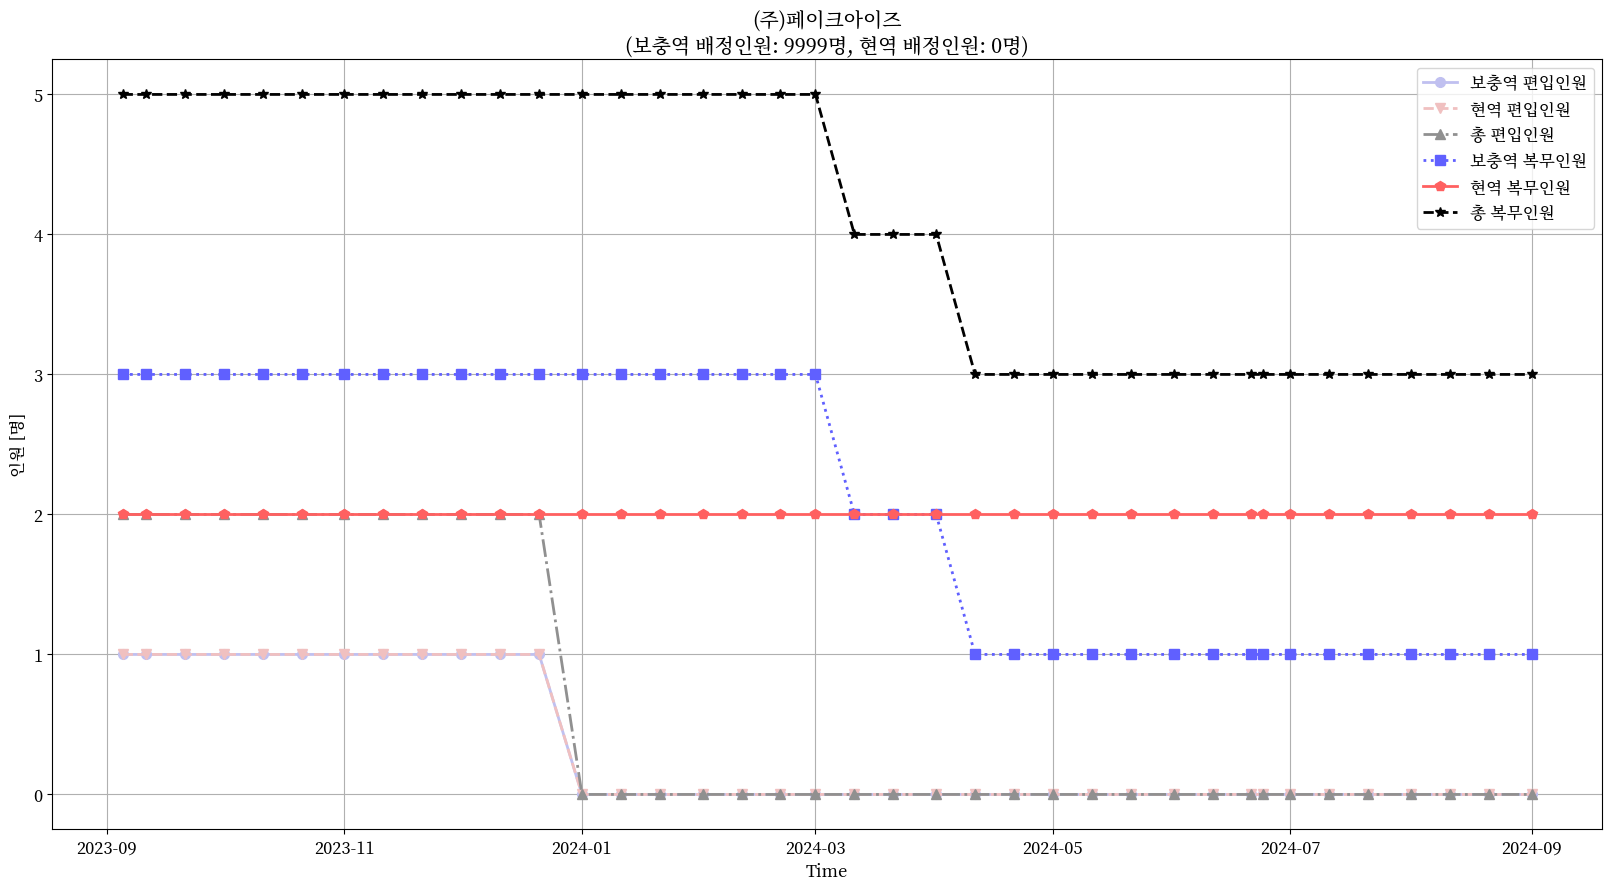 (주)페이크아이즈
(보충역 배정인원: 9999명, 현역 배정인원: 0명)
보충역 편입인원
현역 편입인원
총 편입인원
보충역 복무인원
현역 복무인원
총 복무인원
5
4
3
2
1
0
인원 [명]
2023-09
2023-11
2024-01
2024-03
2024-05
2024-07
2024-09
Time